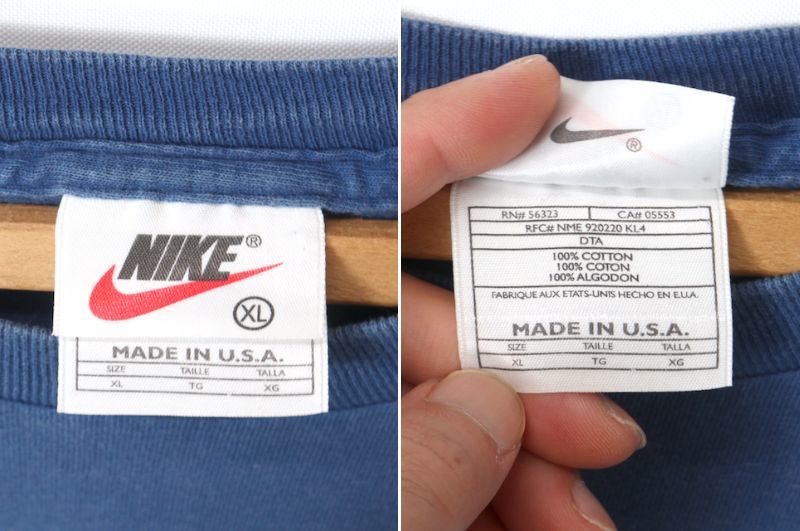 NIKE®
XL
MADE IN U.S.A.
SIZE TAILLE TALLA
XL TG XG
®
RN# 56323 CA# 05553
RFC# NME 920220 KL4
DTA
100% COTTON
100% COTON
100% ALGODON
FABRIQUE AUX ETATS-UNIS HECHO EN E.U.A.
MADE IN U.S.A.
SIZE TAILLE TALLA
XL TG XG